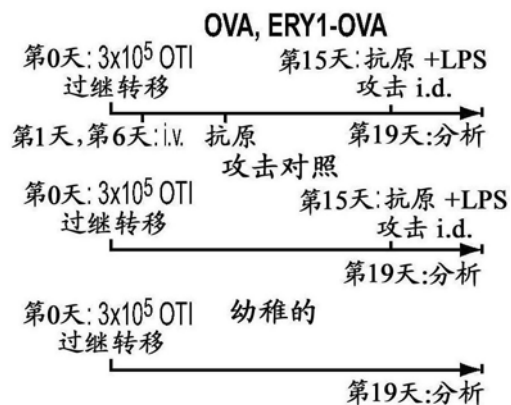 OVA, ERY1-OVA
第0天: 3x10⁵ OTI
过继转移
第15天:抗原 +LPS
攻击 i.d.
第1天,第6天: i.v. 抗原
第19天:分析
攻击对照
第0天: 3x10⁵ OTI
过继转移
第15天:抗原 +LPS
攻击 i.d.
第19天:分析
第0天: 3x10⁵ OTI
过继转移
幼稚的
第19天:分析